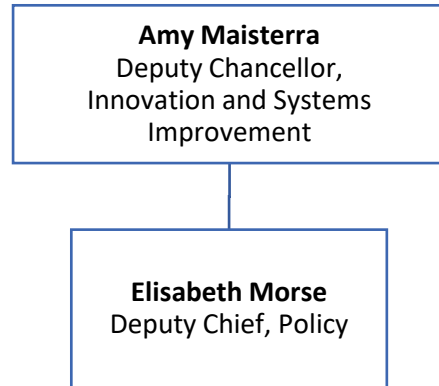 Amy Maisterra
Deputy Chancellor,
Innovation and Systems
Improvement
Elisabeth Morse
Deputy Chief, Policy